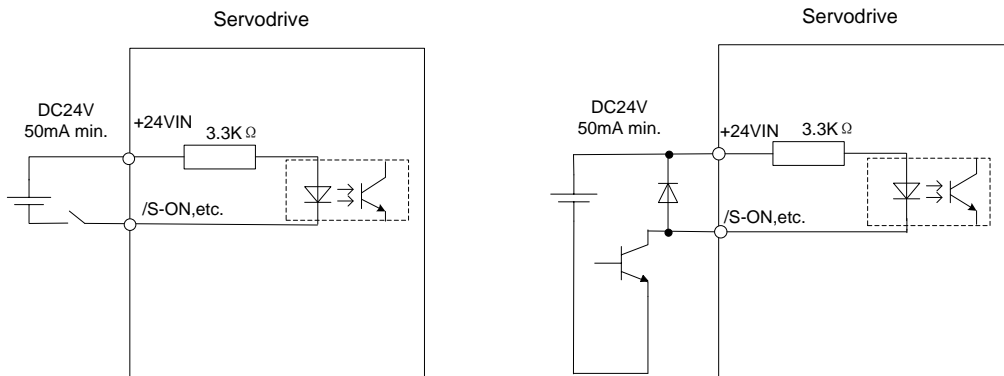 Servodrive
DC24V
50mA min.
+24VIN
3.3KΩ
/S-ON,etc.
Servodrive
DC24V
50mA min.
+24VIN
3.3KΩ
/S-ON,etc.